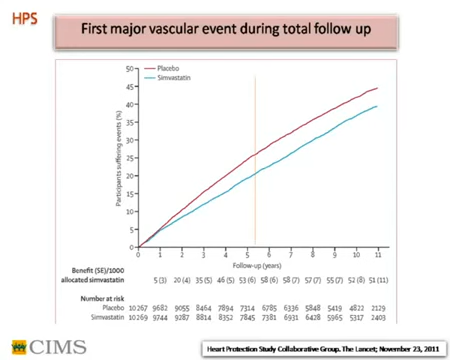 HPS
First major vascular event during total follow up
50
Placebo
Simvastatin
45
40
35
30
25
20
15
10
5
0
Participants suffering events (%)
0 1 2 3 4 5 6 7 8 9 10 11
Follow-up (years)
Benefit (SE)/1000
allocated simvastatin 5 (3) 20 (4) 35 (5) 46 (5) 53 (6) 58 (6) 58 (7) 57 (7) 55 (7) 52 (8) 51 (11)
Number at risk
Placebo 10267 9682 9055 8464 7894 7314 6785 6336 5848 5419 4822 2129
Simvastatin 10269 9744 9287 8814 8352 7845 7381 6931 6428 5965 5317 2403
CIMS
Heart Protection Study Collaborative Group. The Lancet; November 23, 2011